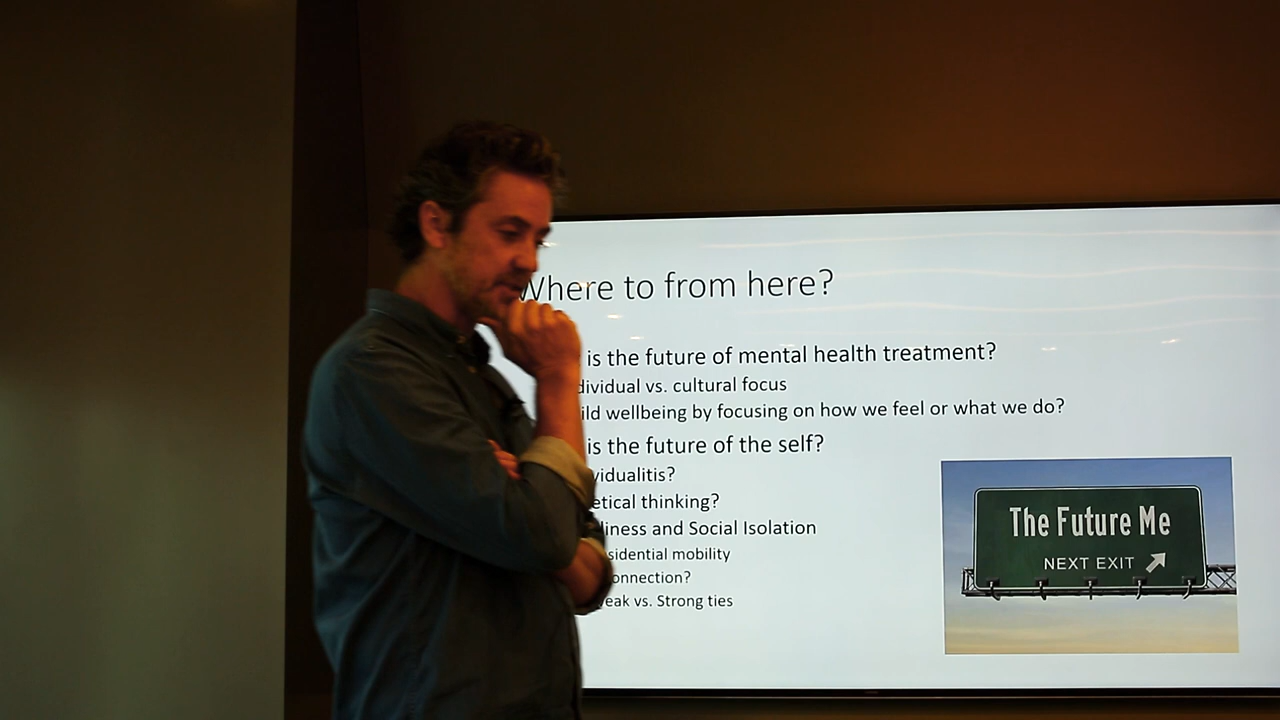 Where to from here?
is the future of mental health treatment?
dividual vs. cultural focus
ild wellbeing by focusing on how we feel or what we do?
is the future of the self?
vidualitis?
etical thinking?
liness and Social Isolation
sidential mobility
onnection?
eak vs. Strong ties
The Future Me
NEXT EXIT